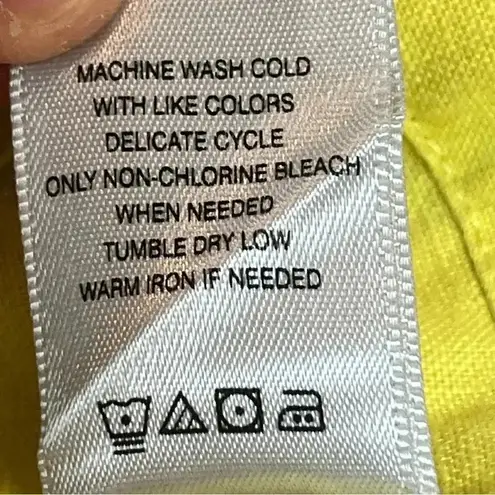 MACHINE WASH COLD
WITH LIKE COLORS
DELICATE CYCLE
ONLY NON-CHLORINE BLEACH
WHEN NEEDED
TUMBLE DRY LOW
WARM IRON IF NEEDED